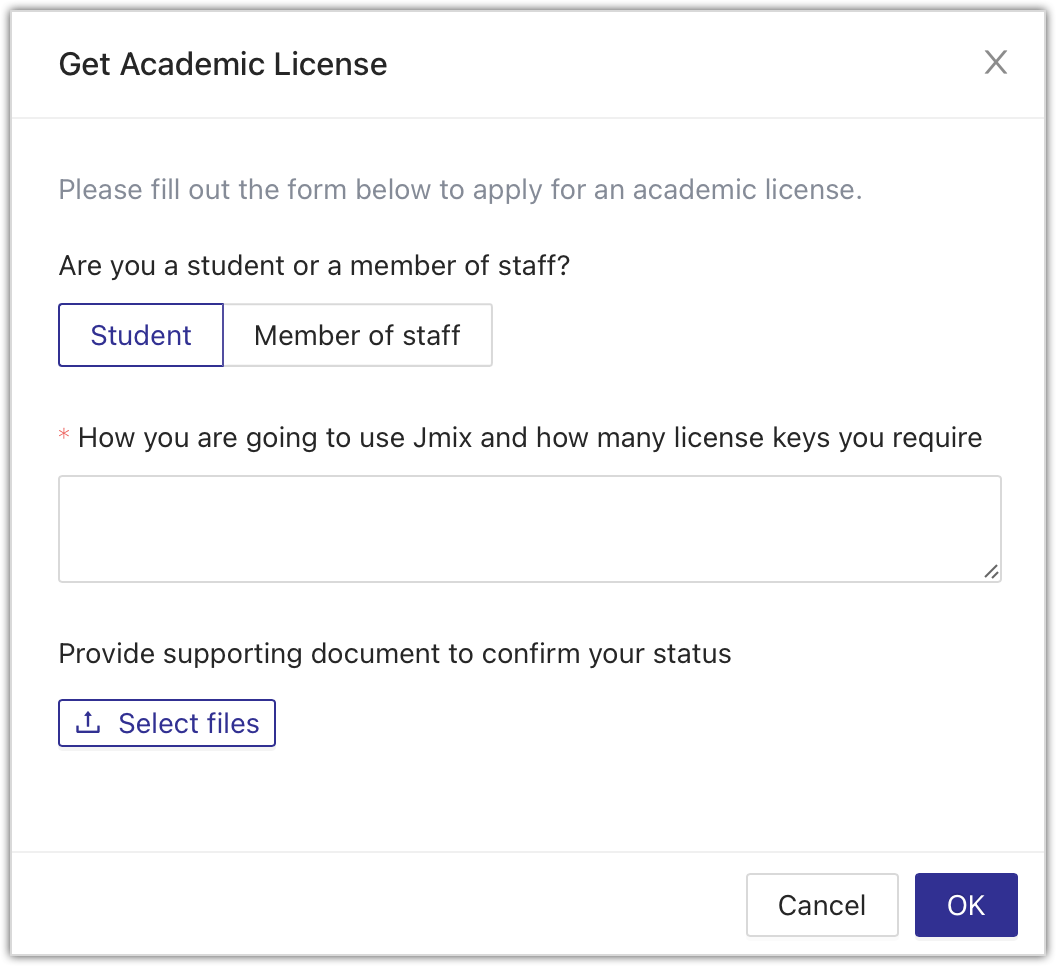 Get Academic License
Please fill out the form below to apply for an academic license.
Are you a student or a member of staff?
Student Member of staff
* How you are going to use Jmix and how many license keys you require
Provide supporting document to confirm your status
Select files
Cancel OK